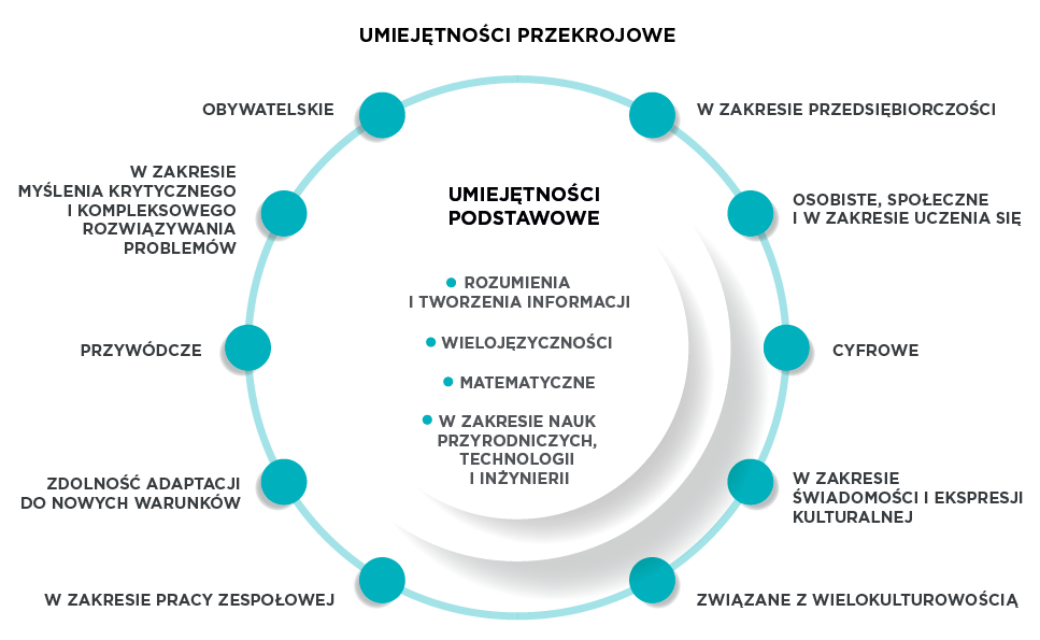 UMIEJĘTNOŚCI PRZEKROJOWE
OBYWATELSKIE
W ZAKRESIE PRZEDSIĘBIORCZOŚCI
W ZAKRESIE
MYŚLENIA KRYTYCZNEGO
I KOMPLEKSOWEGO
ROZWIĄZYWANIA
PROBLEMÓW
OSOBISTE, SPOŁECZNE
I W ZAKRESIE UCZENIA SIĘ
PRZYWÓDCZE
CYFROWE
ZDOLNOŚĆ ADAPTACJI
DO NOWYCH WARUNKÓW
W ZAKRESIE
ŚWIADOMOŚCI I EKSPRESJI
KULTURALNEJ
W ZAKRESIE PRACY ZESPOŁOWEJ
ZWIĄZANE Z WIELOKULTUROWOŚCIĄ
UMIEJĘTNOŚCI
PODSTAWOWE
• ROZUMIENIA
I TWORZENIA INFORMACJI
• WIELOJĘZYCZNOŚCI
• MATEMATYCZNE
• W ZAKRESIE NAUK
PRZYRODNICZYCH,
TECHNOLOGII
I INŻYNIERII